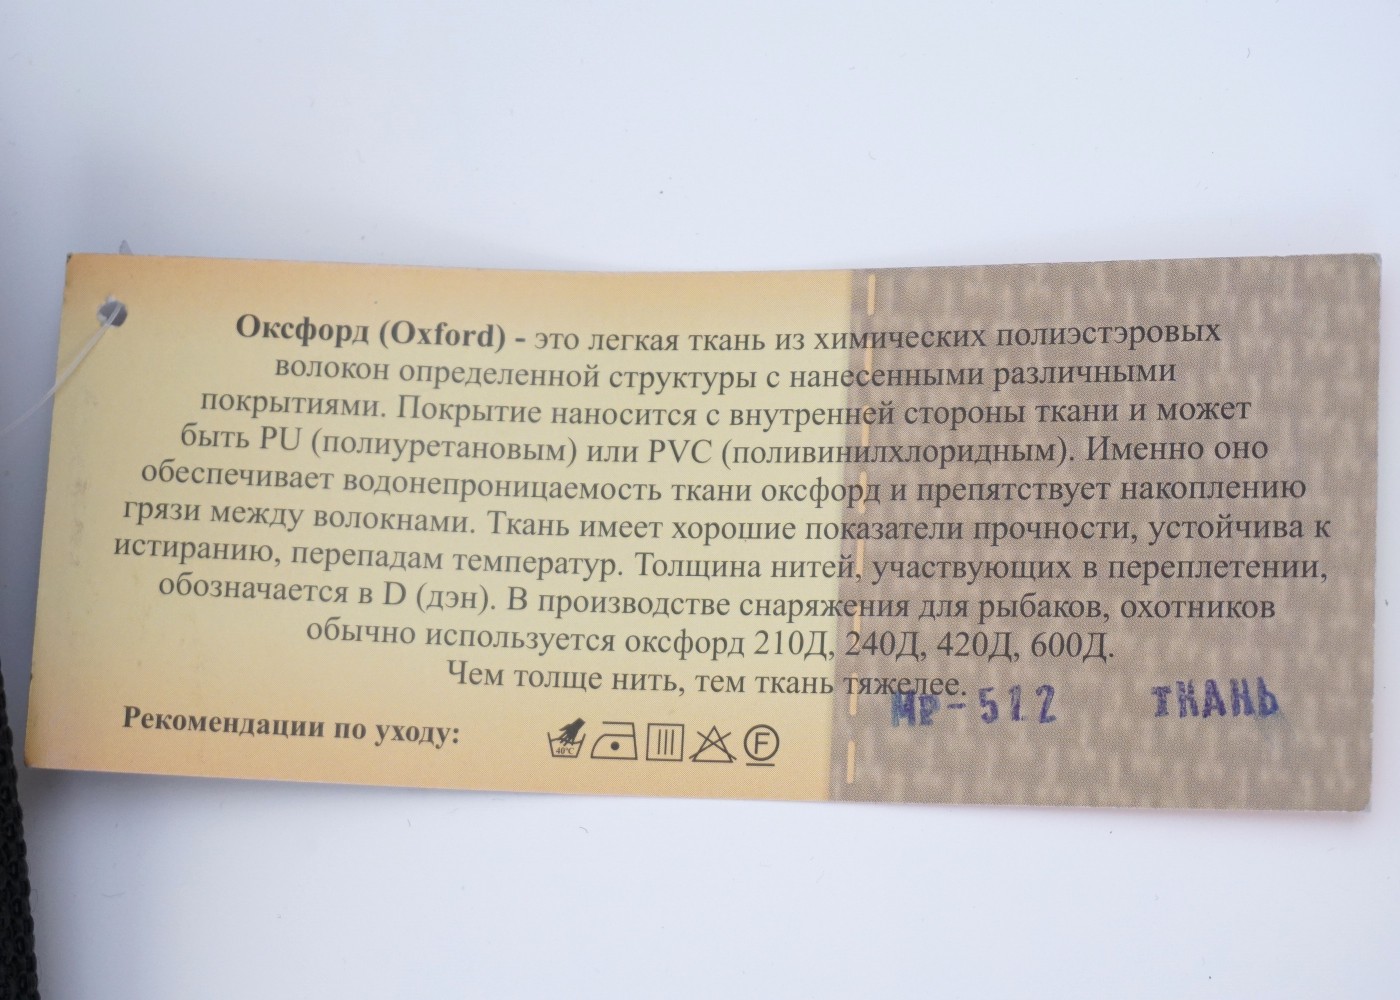 Оксфорд (Oxford) - это легкая ткань из химических полиэстэровых
волокон определенной структуры с нанесенными различными
покрытиями. Покрытие наносится с внутренней стороны ткани и может
быть PU (полиуретановым) или PVC (поливинилхлоридным). Именно оно
обеспечивает водонепроницаемость ткани оксфорд и препятствует накоплению
грязи между волокнами. Ткань имеет хорошие показатели прочности, устойчива к
истиранию, перепадам температур. Толщина нитей, участвующих в переплетении,
обозначается в D (дэн). В производстве снаряжения для рыбаков, охотников
обычно используется оксфорд 210Д, 240Д, 420Д, 600Д.
Чем толще нить, тем ткань тяжелее.
МР-512 ТКАНЬ
Рекомендации по уходу: 40°C F